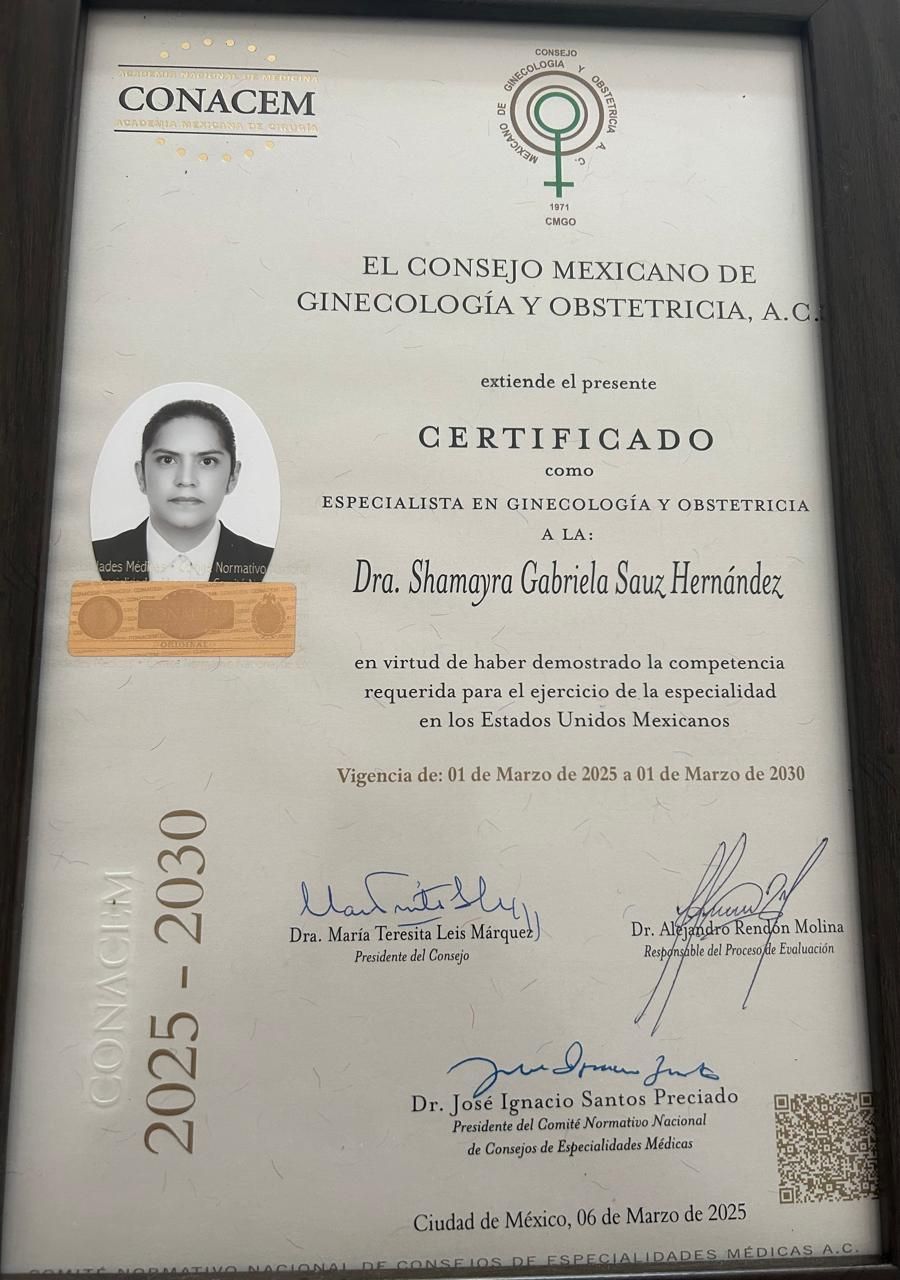 ACADEMIA NACIONAL DE MEDICINA
CONACEM
ACADEMIA MEXICANA DE CIRUGÍA
CONSEJO
MEXICANO DE GINECOLOGIA Y OBSTETRICIA A. C.
1971
CMGO
EL CONSEJO MEXICANO DE
GINECOLOGÍA Y OBSTETRICIA, A.C.
extiende el presente
CERTIFICADO
como
ESPECIALISTA EN GINECOLOGÍA Y OBSTETRICIA
A LA:
Dra. Shamayra Gabriela Sauz Hernández
dades Médicas • Comité Normativo
ORIGINAL
en virtud de haber demostrado la competencia
requerida para el ejercicio de la especialidad
en los Estados Unidos Mexicanos
Vigencia de: 01 de Marzo de 2025 a 01 de Marzo de 2030
CONACEM
2025 - 2030
Dra. María Teresita Leis Márquez
Presidente del Consejo
Dr. Alejandro Rendón Molina
Responsable del Proceso de Evaluación
Dr. José Ignacio Santos Preciado
Presidente del Comité Normativo Nacional
de Consejos de Especialidades Médicas
Ciudad de México, 06 de Marzo de 2025
COMITÉ NORMATIVO NACIONAL DE CONSEJOS DE ESPECIALIDADES MÉDICAS A.C.